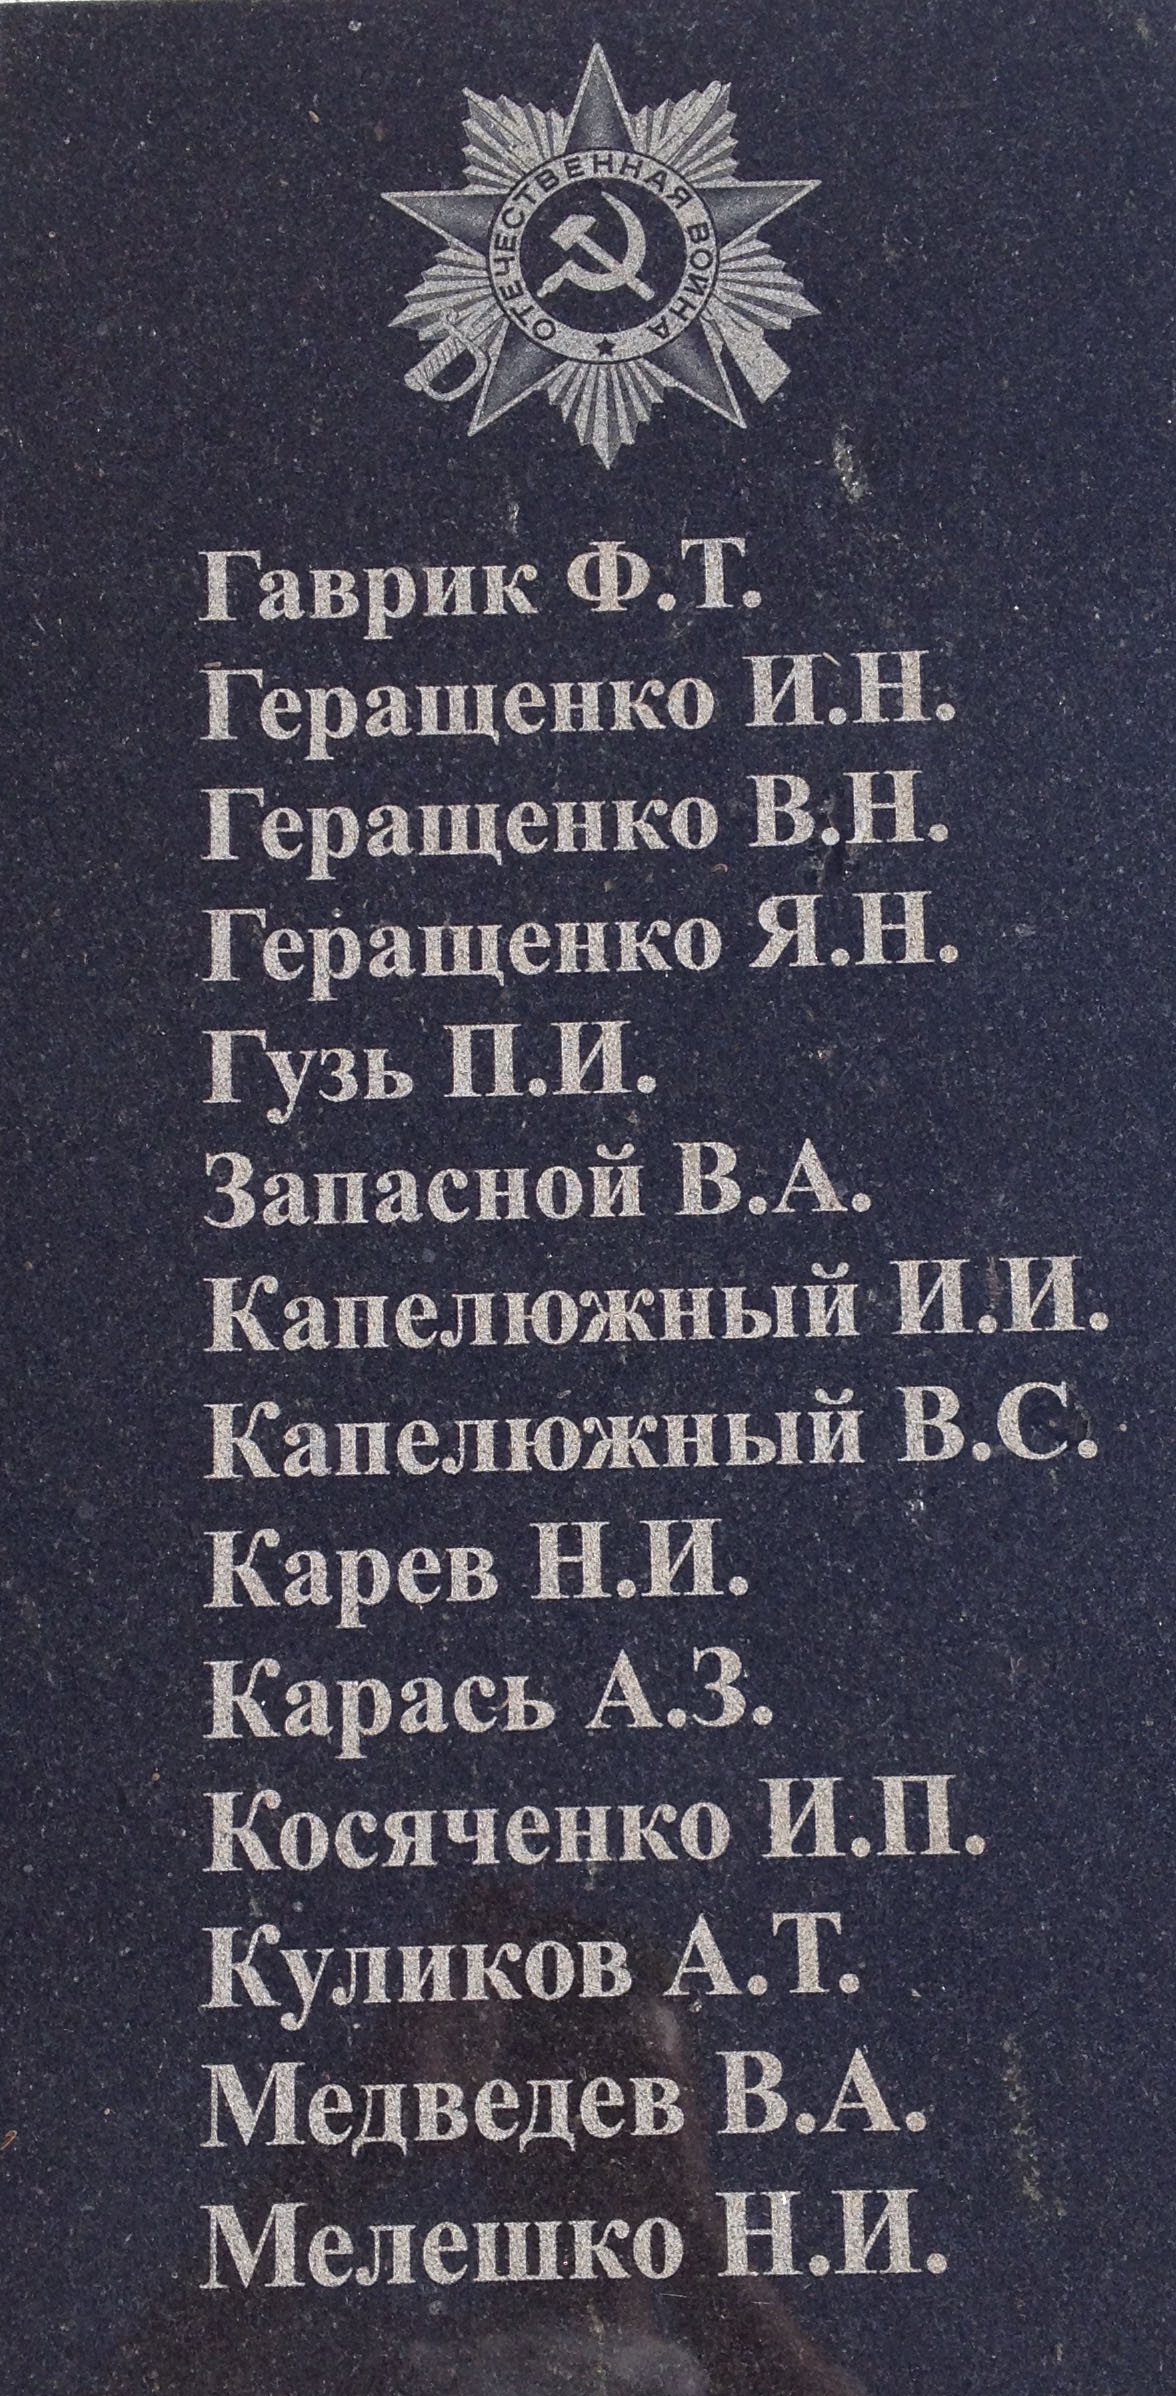 ОТЕЧЕСТВЕННАЯ ВОЙНА
Гаврик Ф.Т.
Геращенко И.Н.
Геращенко В.Н.
Геращенко Я.Н.
Гузь П.И.
Запасной В.А.
Капелюжный И.И.
Капелюжный В.С.
Карев Н.И.
Карась А.З.
Косяченко И.П.
Куликов А.Т.
Медведев В.А.
Мелешко Н.И.